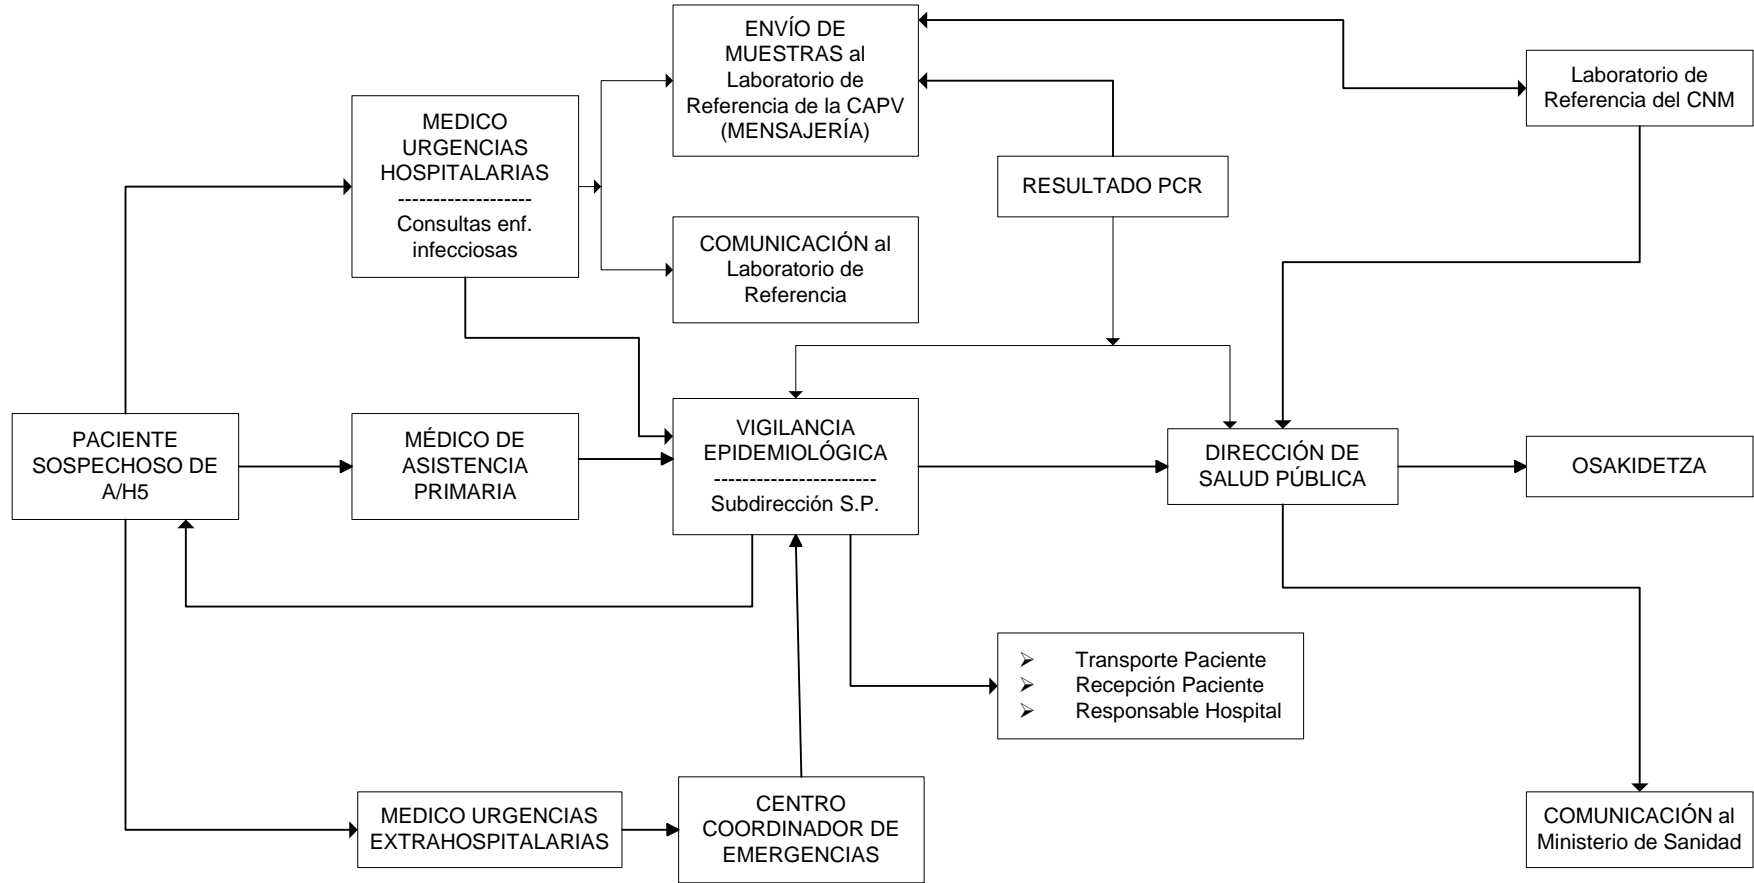 ENVÍO DE
MUESTRAS al
Laboratorio de
Referencia de la CAPV
(MENSAJERÍA)
Laboratorio de
Referencia del CNM
MEDICO
URGENCIAS
HOSPITALARIAS
-------------------
Consultas enf.
infecciosas
RESULTADO PCR
COMUNICACIÓN al
Laboratorio de
Referencia
PACIENTE
SOSPECHOSO DE
A/H5
MÉDICO DE
ASISTENCIA
PRIMARIA
VIGILANCIA
EPIDEMIOLÓGICA
-----------------------
Subdirección S.P.
DIRECCIÓN DE
SALUD PÚBLICA
OSAKIDETZA
➢ Transporte Paciente
➢ Recepción Paciente
➢ Responsable Hospital
MEDICO URGENCIAS
EXTRAHOSPITALARIAS
CENTRO
COORDINADOR DE
EMERGENCIAS
COMUNICACIÓN al
Ministerio de Sanidad